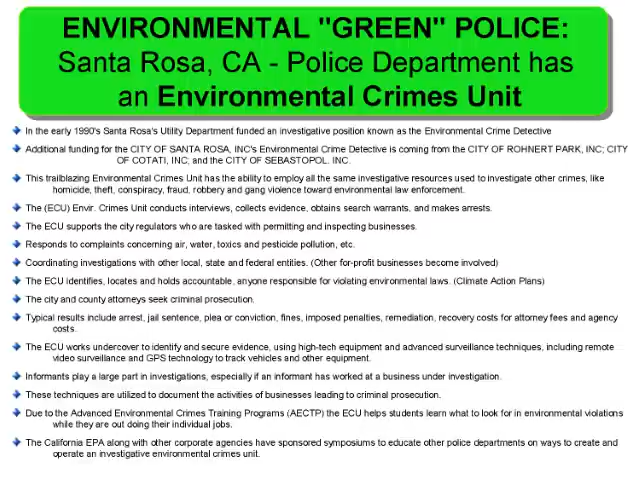 ENVIRONMENTAL "GREEN" POLICE:
Santa Rosa, CA - Police Department has
an Environmental Crimes Unit
In the early 1990's Santa Rosa's Utility Department funded an investigative position known as the Environmental Crime Detective
Additional funding for the CITY OF SANTA ROSA, INC's Environmental Crime Detective is coming from the CITY OF ROHNERT PARK, INC; CITY
OF COTATI, INC; and the CITY OF SEBASTOPOL. INC.
This trailblazing Environmental Crimes Unit has the ability to employ all the same investigative resources used to investigate other crimes, like
homicide, theft, conspiracy, fraud, robbery and gang violence toward environmental law enforcement.
The (ECU) Envir. Crimes Unit conducts interviews, collects evidence, obtains search warrants, and makes arrests.
The ECU supports the city regulators who are tasked with permitting and inspecting businesses.
Responds to complaints concerning air, water, toxics and pesticide pollution, etc.
Coordinating investigations with other local, state and federal entities. (Other for-profit businesses become involved)
The ECU identifies, locates and holds accountable, anyone responsible for violating environmental laws. (Climate Action Plans)
The city and county attorneys seek criminal prosecution.
Typical results include arrest, jail sentence, plea or conviction, fines, imposed penalties, remediation, recovery costs for attorney fees and agency
costs.
The ECU works undercover to identify and secure evidence, using high-tech equipment and advanced surveillance techniques, including remote
video surveillance and GPS technology to track vehicles and other equipment.
Informants play a large part in investigations, especially if an informant has worked at a business under investigation.
These techniques are utilized to document the activities of businesses leading to criminal prosecution.
Due to the Advanced Environmental Crimes Training Programs (AECTP) the ECU helps students learn what to look for in environmental violations
while they are out doing their individual jobs.
The California EPA along with other corporate agencies have sponsored symposiums to educate other police departments on ways to create and
operate an investigative environmental crimes unit.